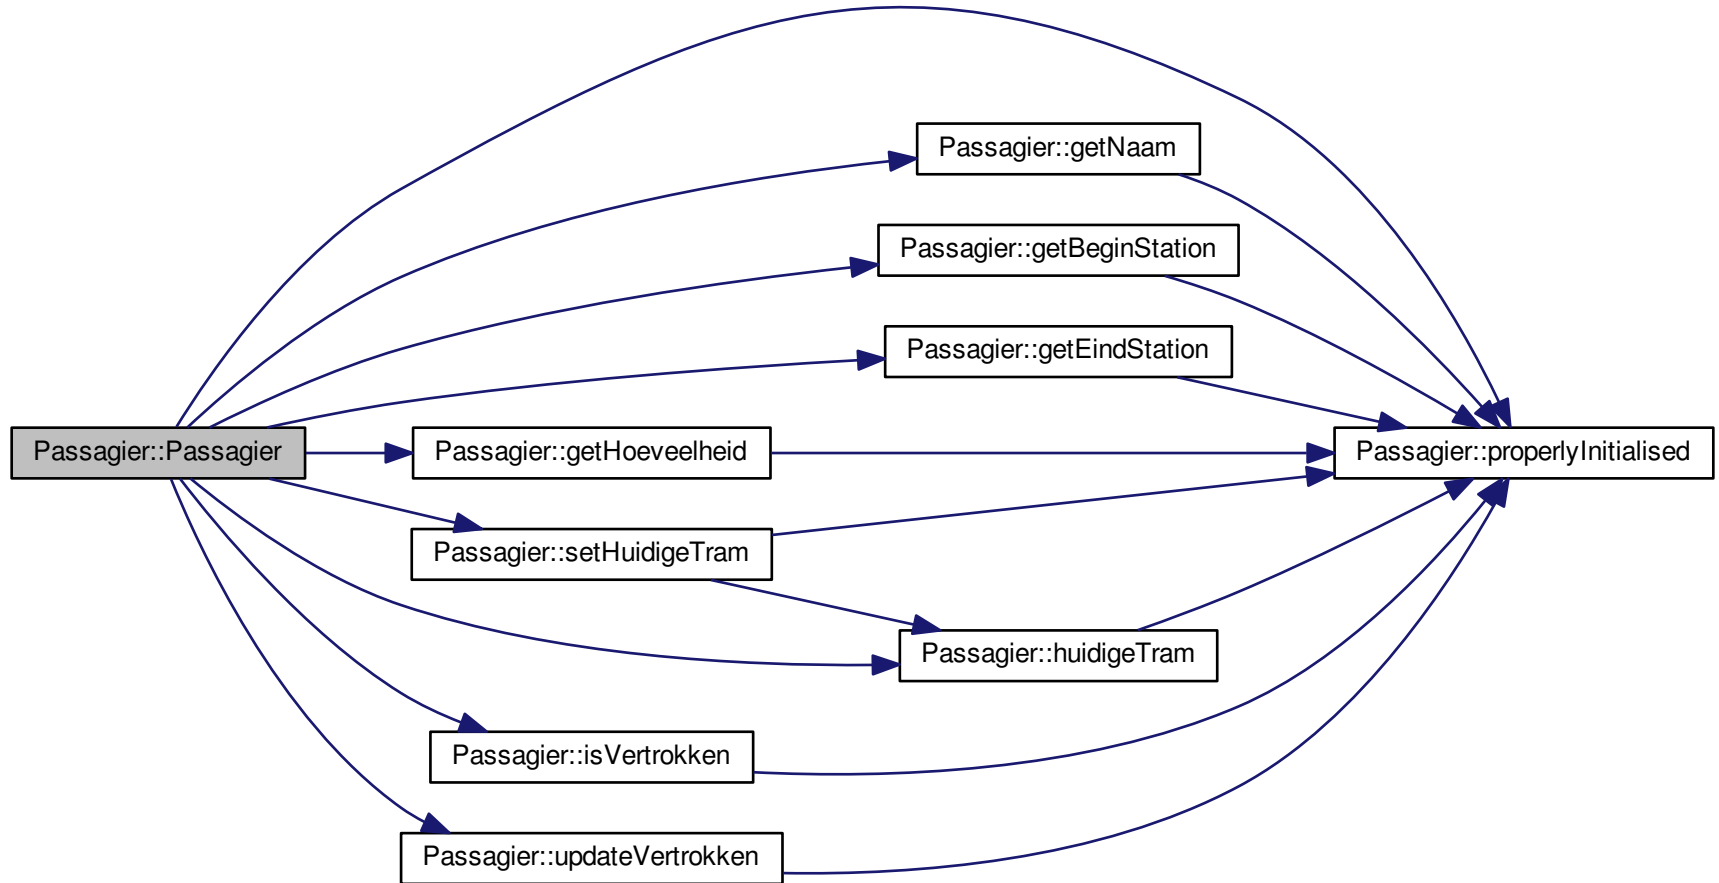 Passagier::getNaam
Passagier::getBeginStation
Passagier::getEindStation
Passagier::Passagier
Passagier::getHoeveelheid
Passagier::properlyInitialised
Passagier::setHuidigeTram
Passagier::huidigeTram
Passagier::isVertrokken
Passagier::updateVertrokken